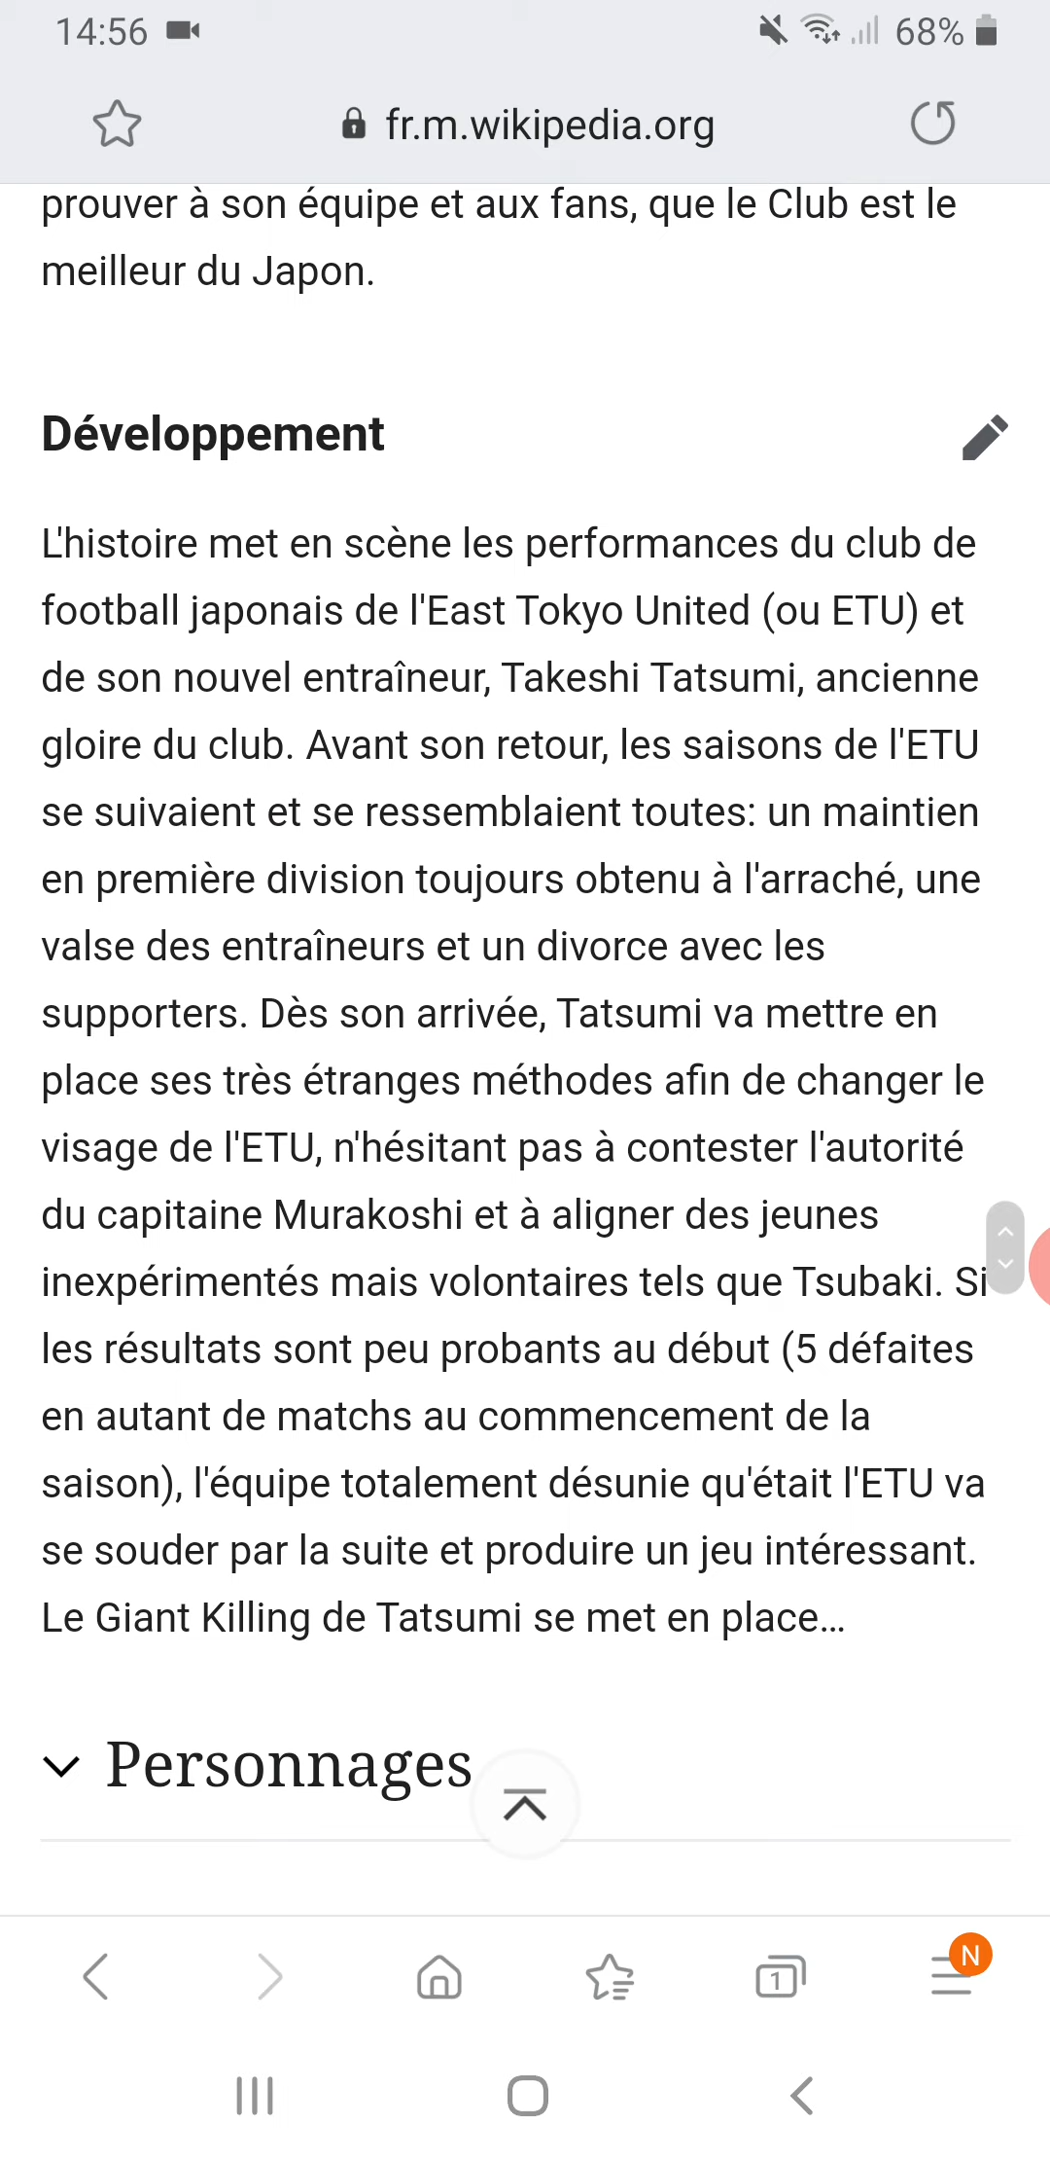 14:56
68%
fr.m.wikipedia.org
prouver à son équipe et aux fans, que le Club est le
meilleur du Japon.
Développement
L'histoire met en scène les performances du club de
football japonais de l'East Tokyo United (ou ETU) et
de son nouvel entraîneur, Takeshi Tatsumi, ancienne
gloire du club. Avant son retour, les saisons de l'ETU
se suivaient et se ressemblaient toutes: un maintien
en première division toujours obtenu à l'arraché, une
valse des entraîneurs et un divorce avec les
supporters. Dès son arrivée, Tatsumi va mettre en
place ses très étranges méthodes afin de changer le
visage de l'ETU, n'hésitant pas à contester l'autorité
du capitaine Murakoshi et à aligner des jeunes
inexpérimentés mais volontaires tels que Tsubaki. Si
les résultats sont peu probants au début (5 défaites
en autant de matchs au commencement de la
saison), l'équipe totalement désunie qu'était l'ETU va
se souder par la suite et produire un jeu intéressant.
Le Giant Killing de Tatsumi se met en place...
Personnages
1
N